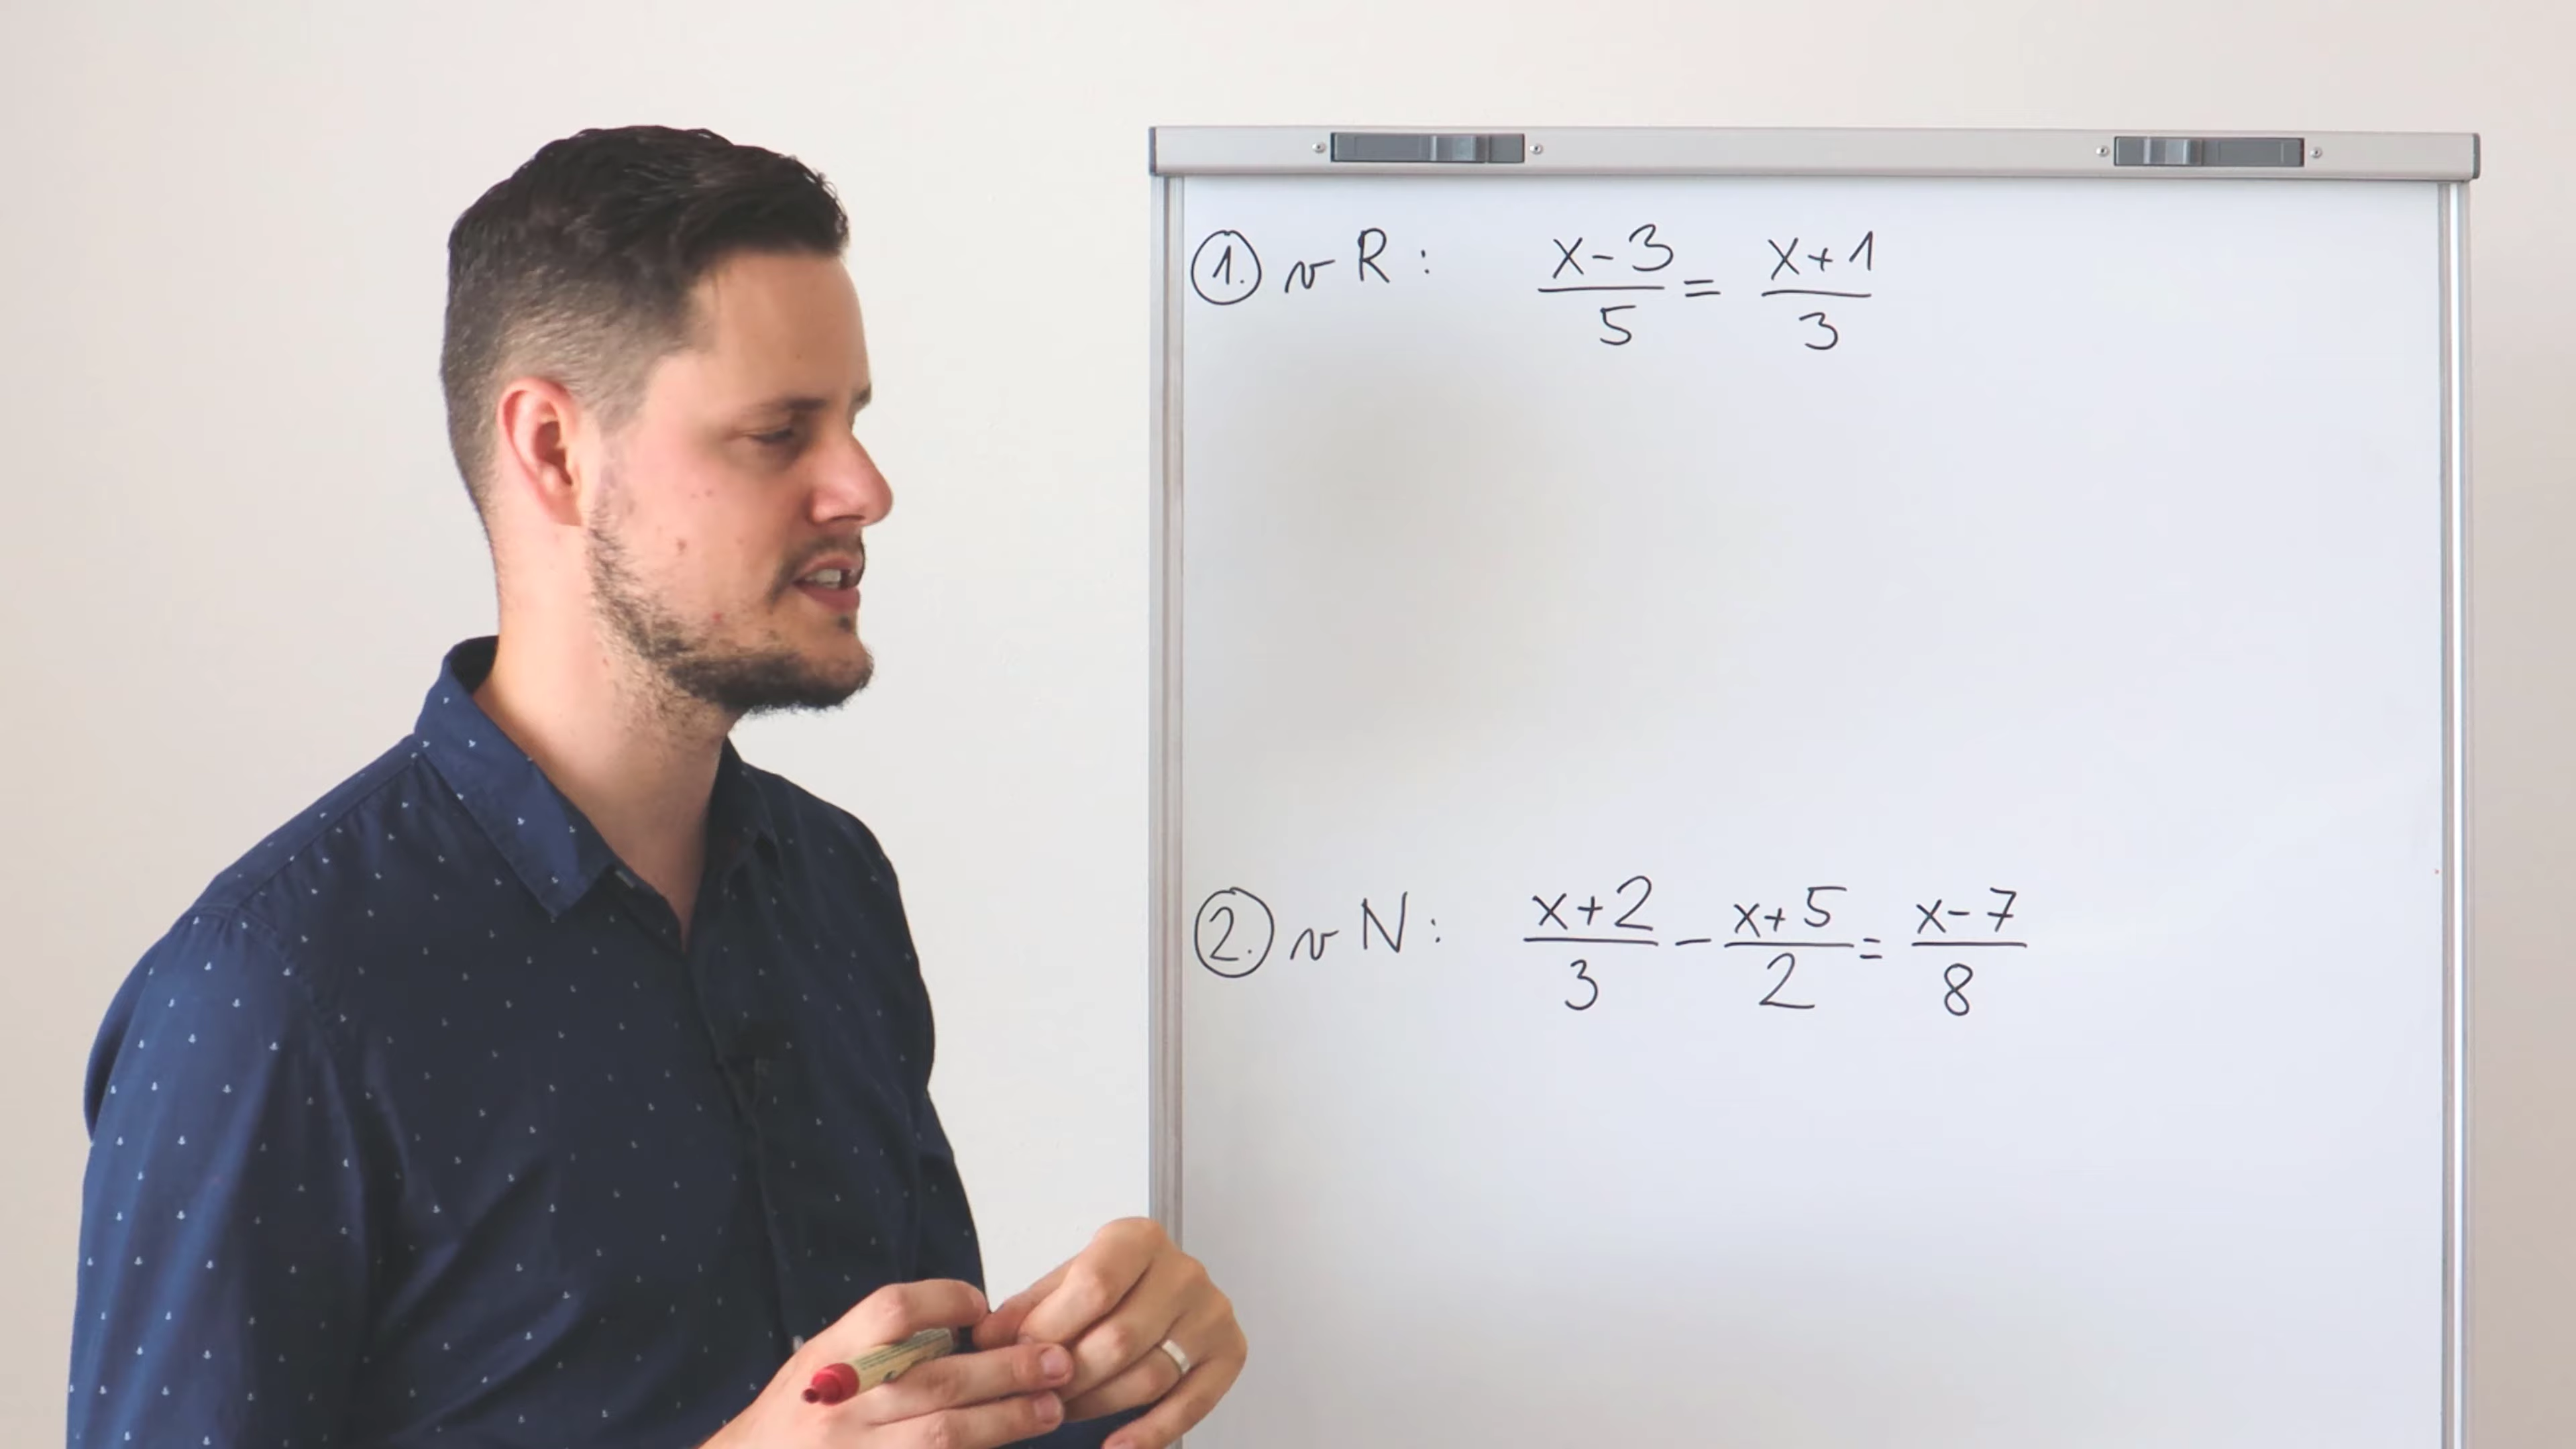 1. v R: x-3/5 = x+1/3
2. v N: x+2/3 - x+5/2 = x-7/8